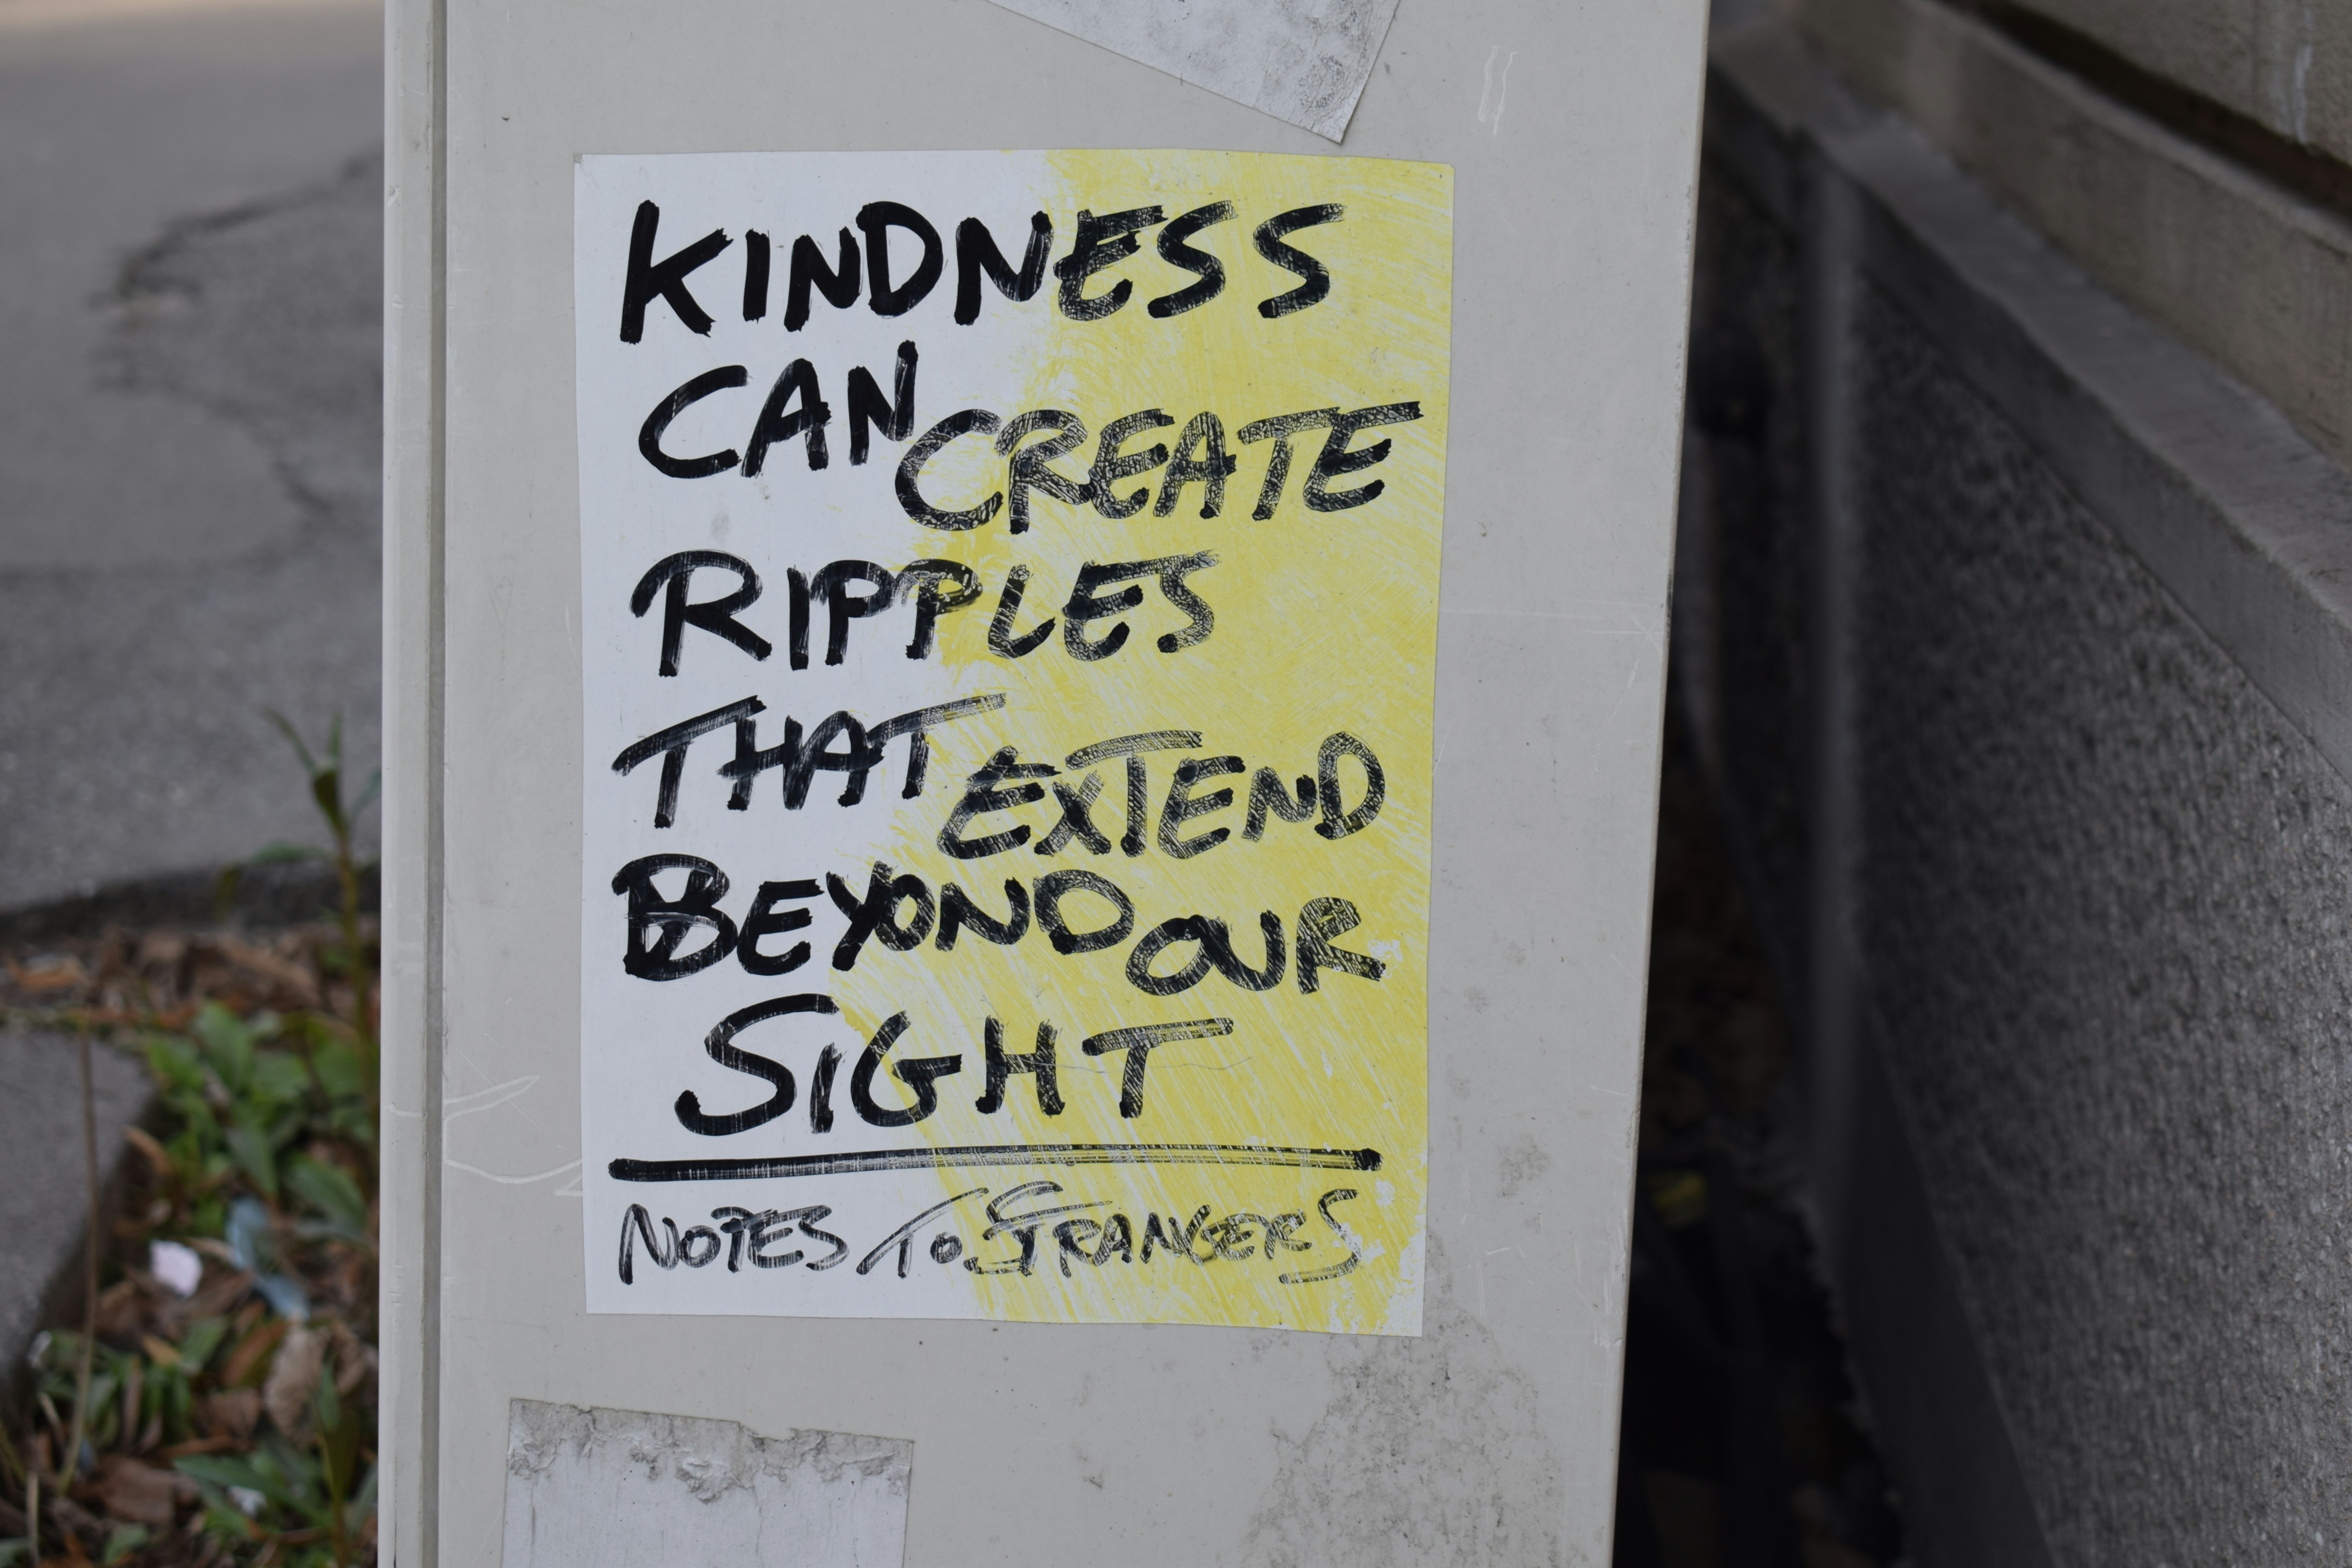 KINDNESS
CAN CREATE
RIPPLES
THAT EXTEND
BEYOND OUR
SIGHT
NOTES TO STRANGERS